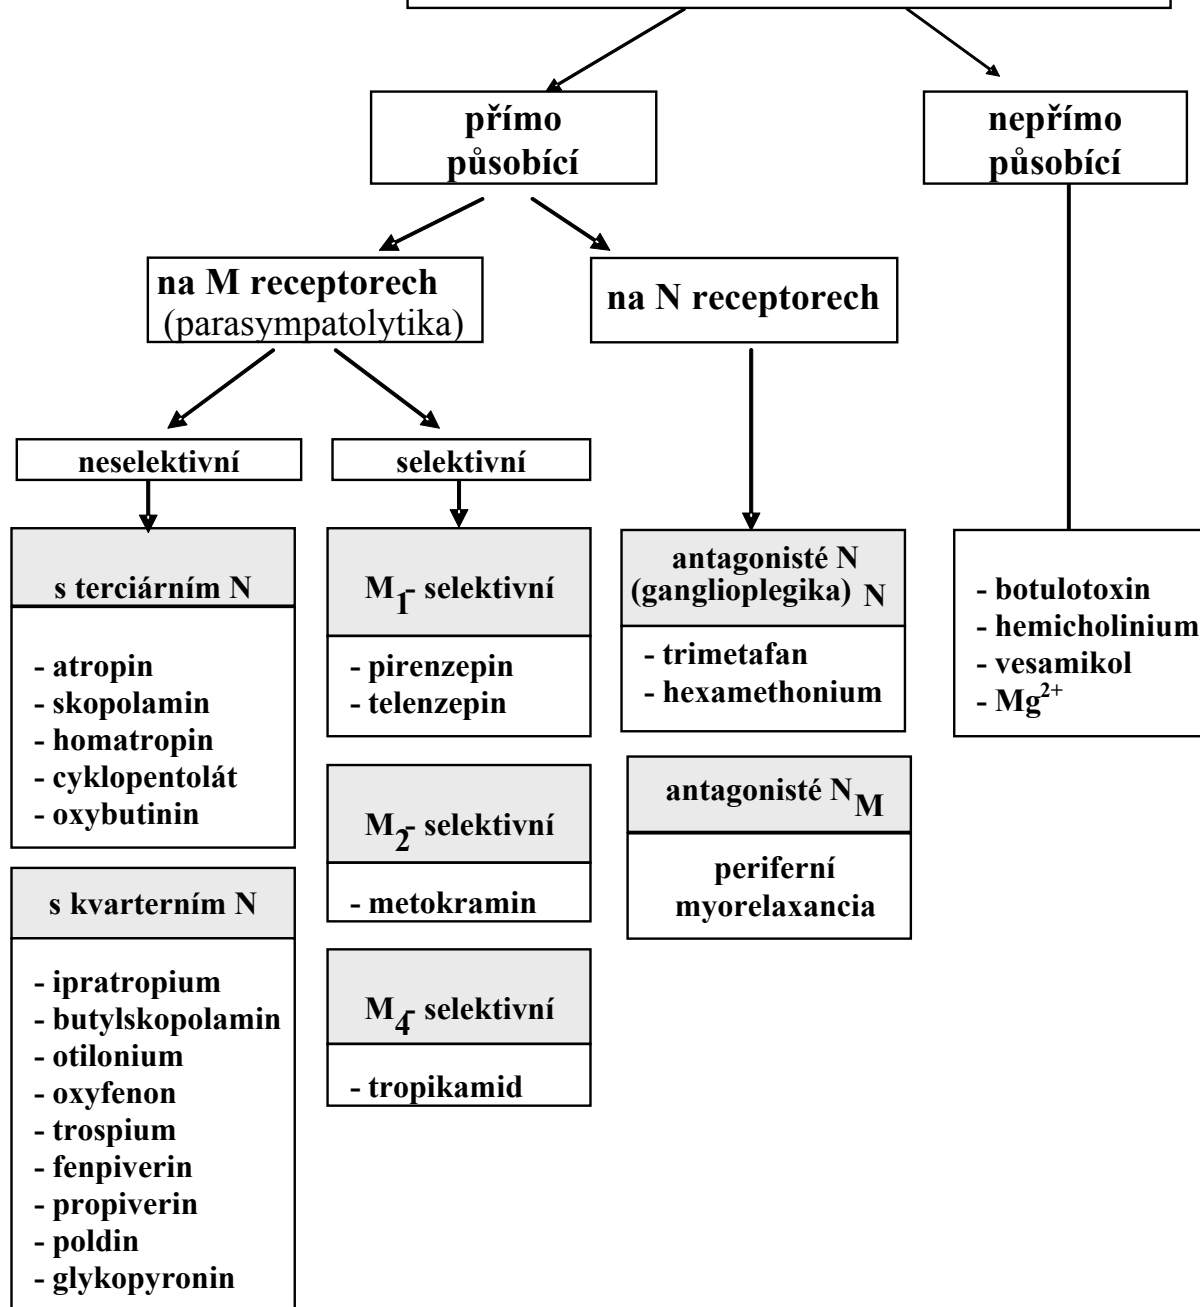 přímo
působící
nepřímo
působící
na M receptorech
(parasympatolytika)
na N receptorech
neselektivní
selektivní
s terciárním N
- atropin
- skopolamin
- homatropin
- cyklopentolát
- oxybutinin
s kvarterním N
- ipratropium
- butylskopolamin
- otilonium
- oxyfenon
- trospium
- fenpiverin
- propiverin
- poldin
- glykopyronin
M1- selektivní
- pirenzepin
- telenzepin
M2- selektivní
- metokramin
M4- selektivní
- tropikamid
antagonisté N
(ganglioplegika) N
- trimetafan
- hexamethonium
antagonisté NM
periferní
myorelaxancia
- botulotoxin
- hemicholinium
- vesamikol
- Mg2+